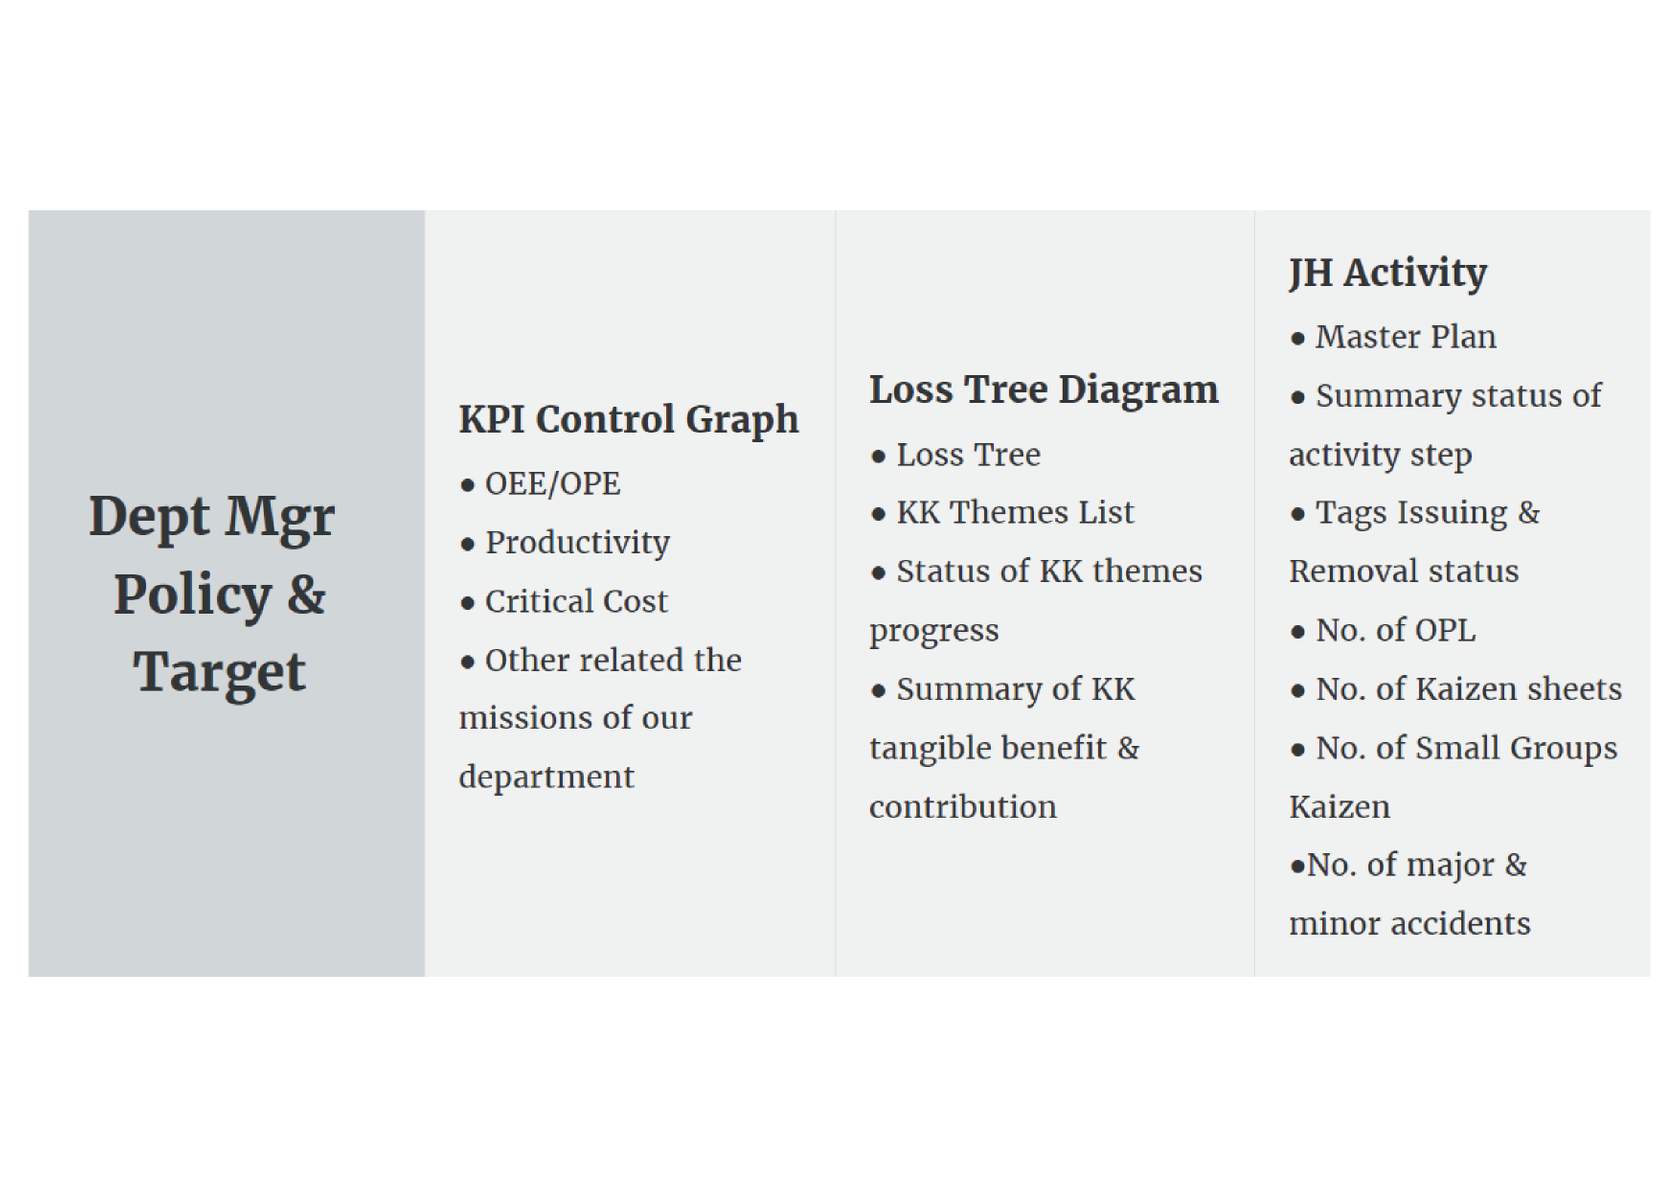 Dept Mgr
Policy &
Target
KPI Control Graph
● OEE/OPE
● Productivity
● Critical Cost
● Other related the
missions of our
department
Loss Tree Diagram
● Loss Tree
● KK Themes List
● Status of KK themes
progress
● Summary of KK
tangible benefit &
contribution
JH Activity
● Master Plan
● Summary status of
activity step
● Tags Issuing &
Removal status
● No. of OPL
● No. of Kaizen sheets
● No. of Small Groups
Kaizen
●No. of major &
minor accidents